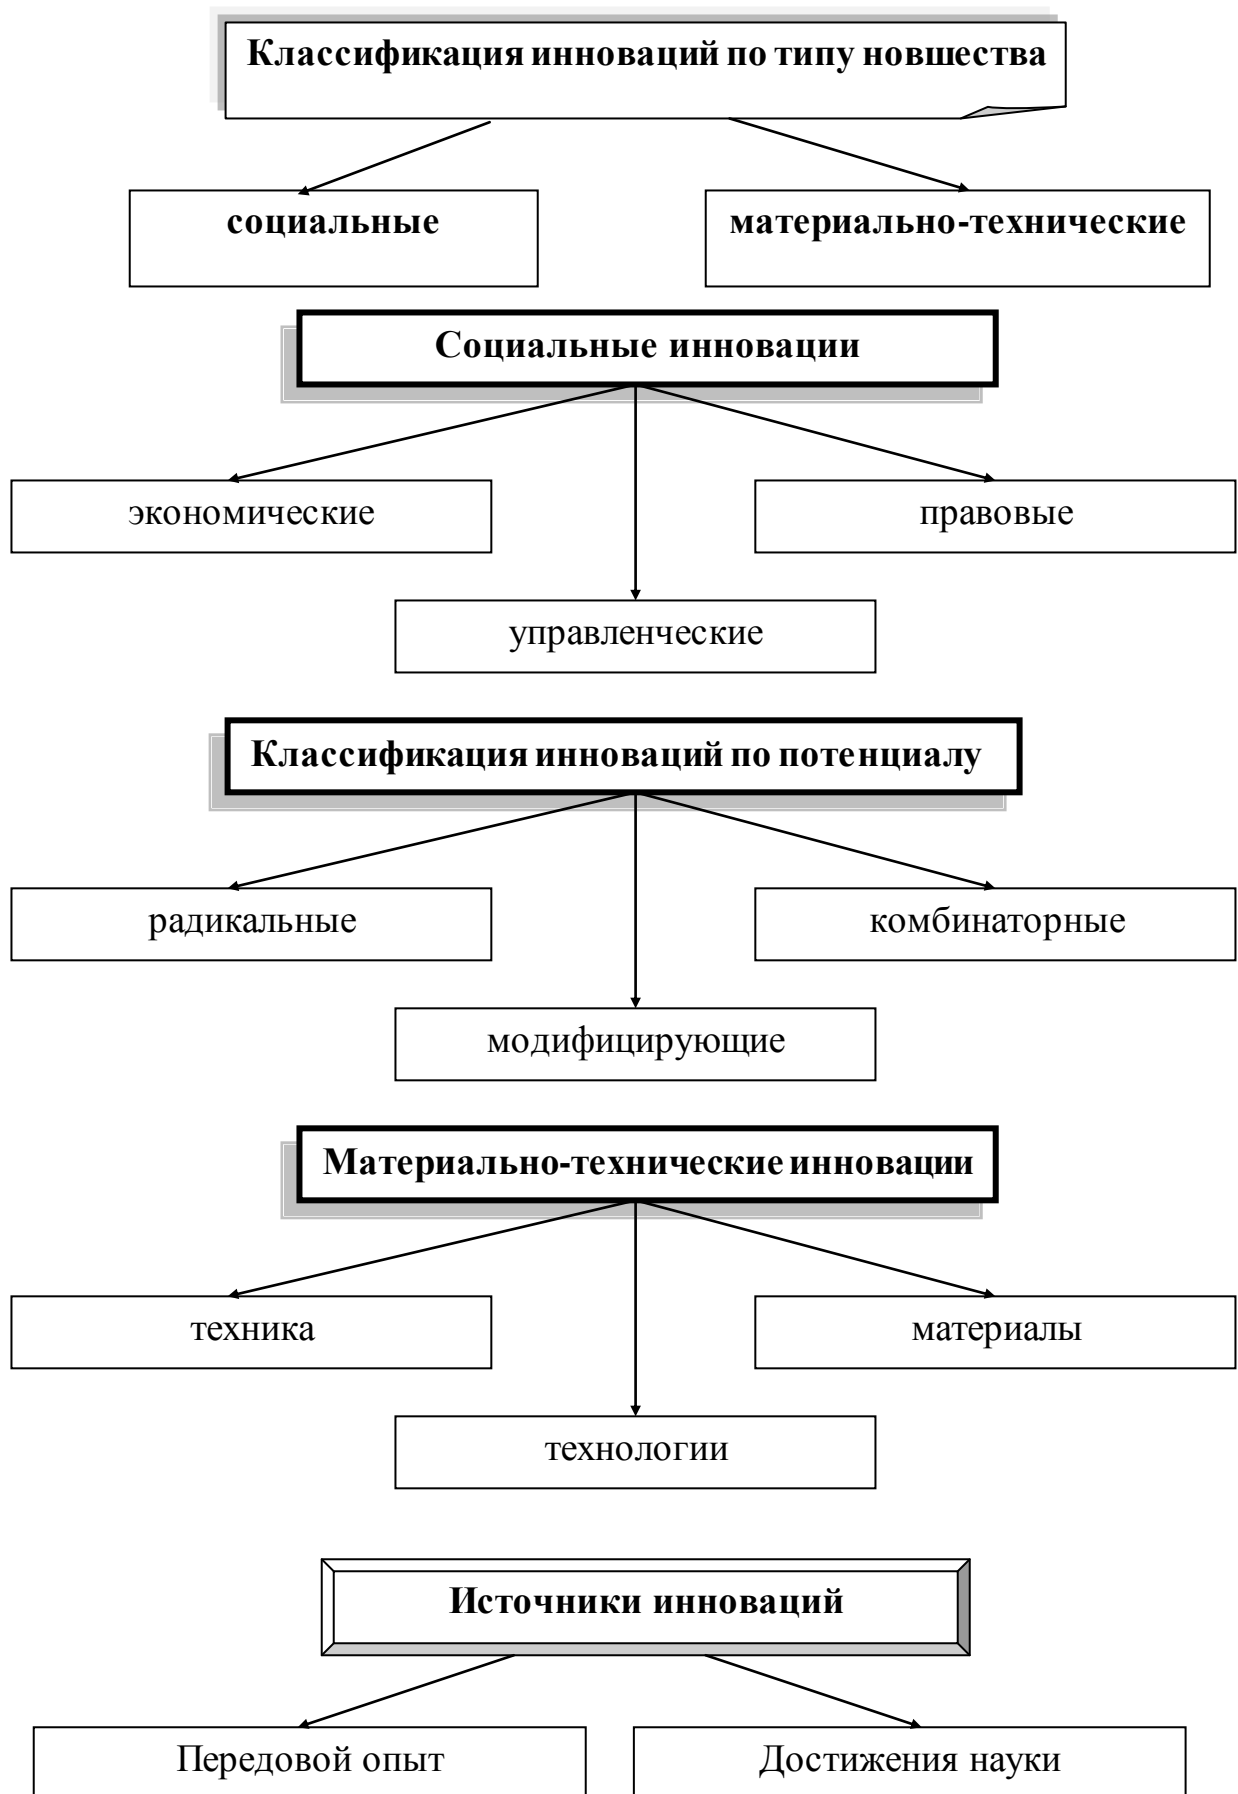 Классификация инноваций по типу новшества
социальные
материально-технические
Социальные инновации
экономические
правовые
управленческие
Классификация инноваций по потенциалу
радикальные
комбинаторные
модифицирующие
Материально-технические инновации
техника
материалы
технологии
Источники инноваций
Передовой опыт
Достижения науки